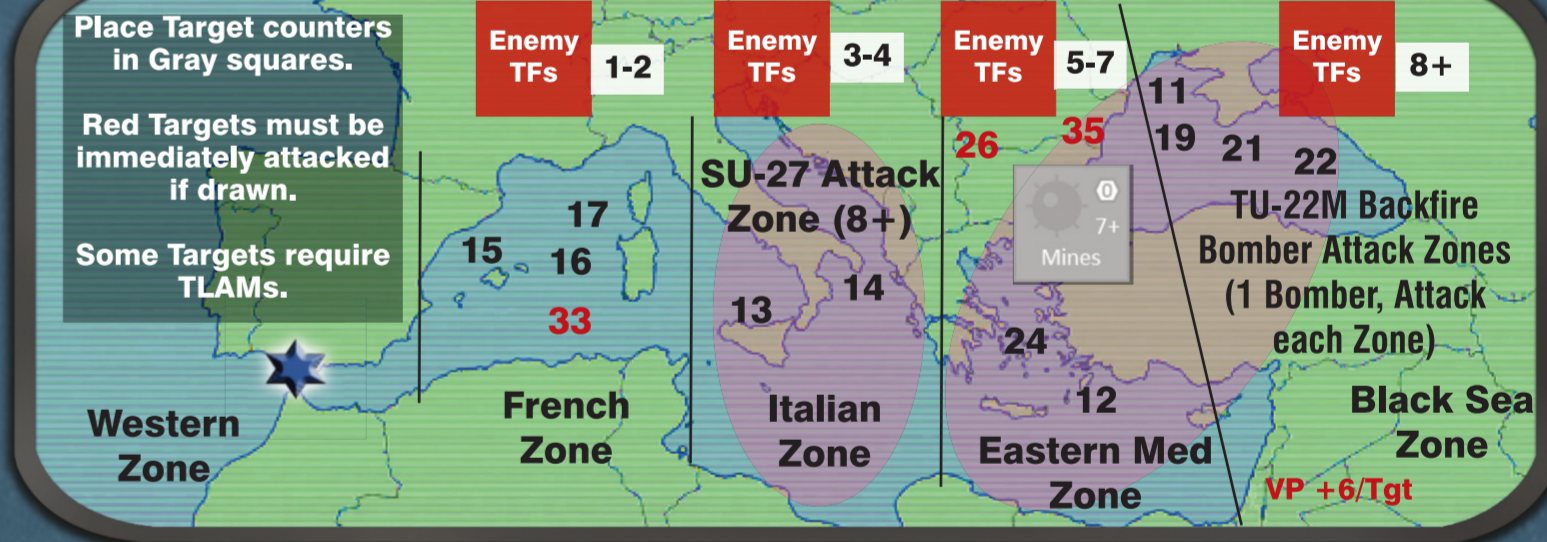 Place Target counters
in Gray squares.
Red Targets must be
immediately attacked
if drawn.
Some Targets require
TLAMs.
Enemy
TFs
1-2
Enemy
TFs
3-4
Enemy
TFs
5-7
Enemy
TFs
8+
11
26
35
19
21
22
SU-27 Attack
Zone (8+)
0
7+
Mines
TU-22M Backfire
Bomber Attack Zones
(1 Bomber, Attack
each Zone)
17
15
16
33
13
14
24
12
Western
Zone
French
Zone
Italian
Zone
Eastern Med
Zone
Black Sea
Zone
VP +6/Tgt